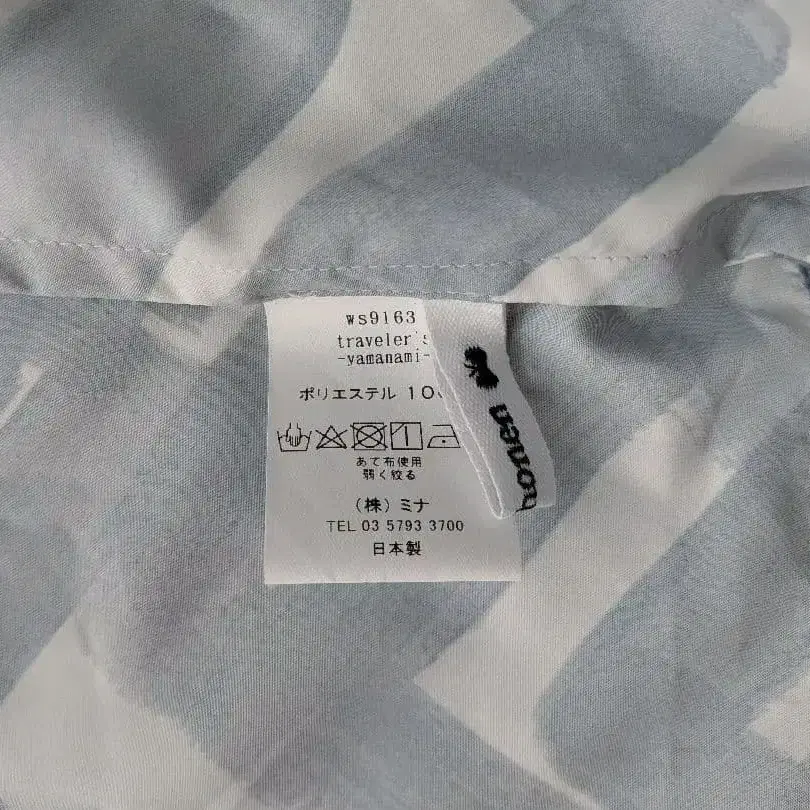 ws9163
traveler's
-yamanami-
ポリエステル 10
あて布使用
弱く絞る
(株) ミナ
TEL 03 5793 3700
日本製